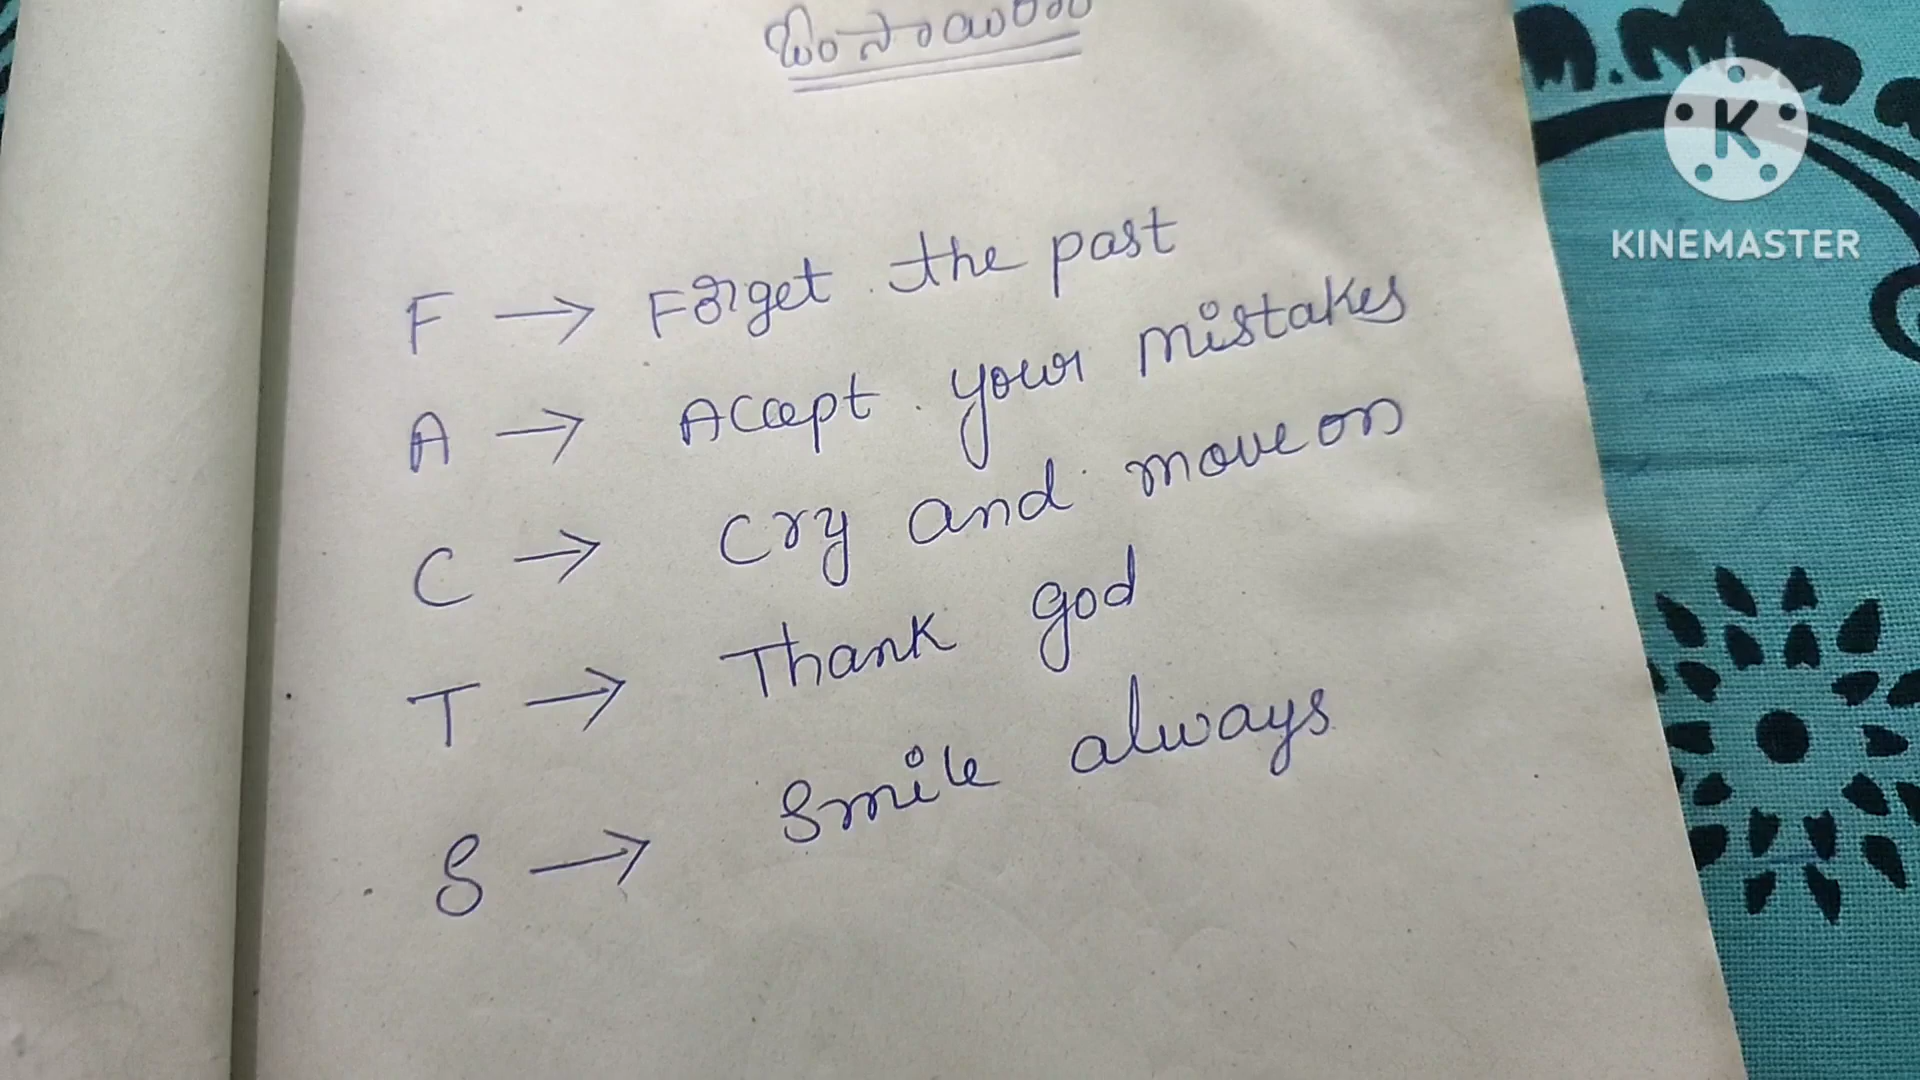 F → Forget the past
A → Accept your mistakes
C → Cry and move on
T → Thank god
S → Smile always
KINEMASTER